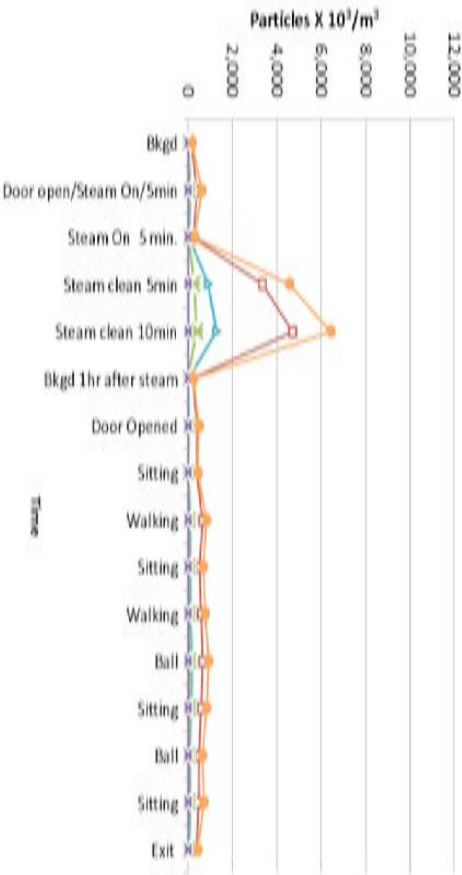 Particles X 10³/m³
12,000
10,000
8,000
6,000
4,000
2,000
0
Bkgd
Door open/Steam On/5min
Steam On 5 min.
Steam clean 5min
Steam clean 10min
Bkgd 1hr after steam
Door Opened
Sitting
Walking
Sitting
Walking
Ball
Sitting
Ball
Sitting
Exit
Time